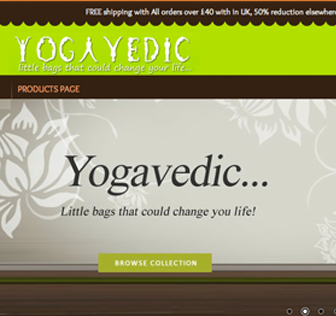 FREE shipping with All orders over £40 with in UK, 50% reduction elsewhere
YOGAVEDIC
little bags that could change your life...
PRODUCTS PAGE
Yogavedic...
Little bags that could change you life!
BROWSE COLLECTION